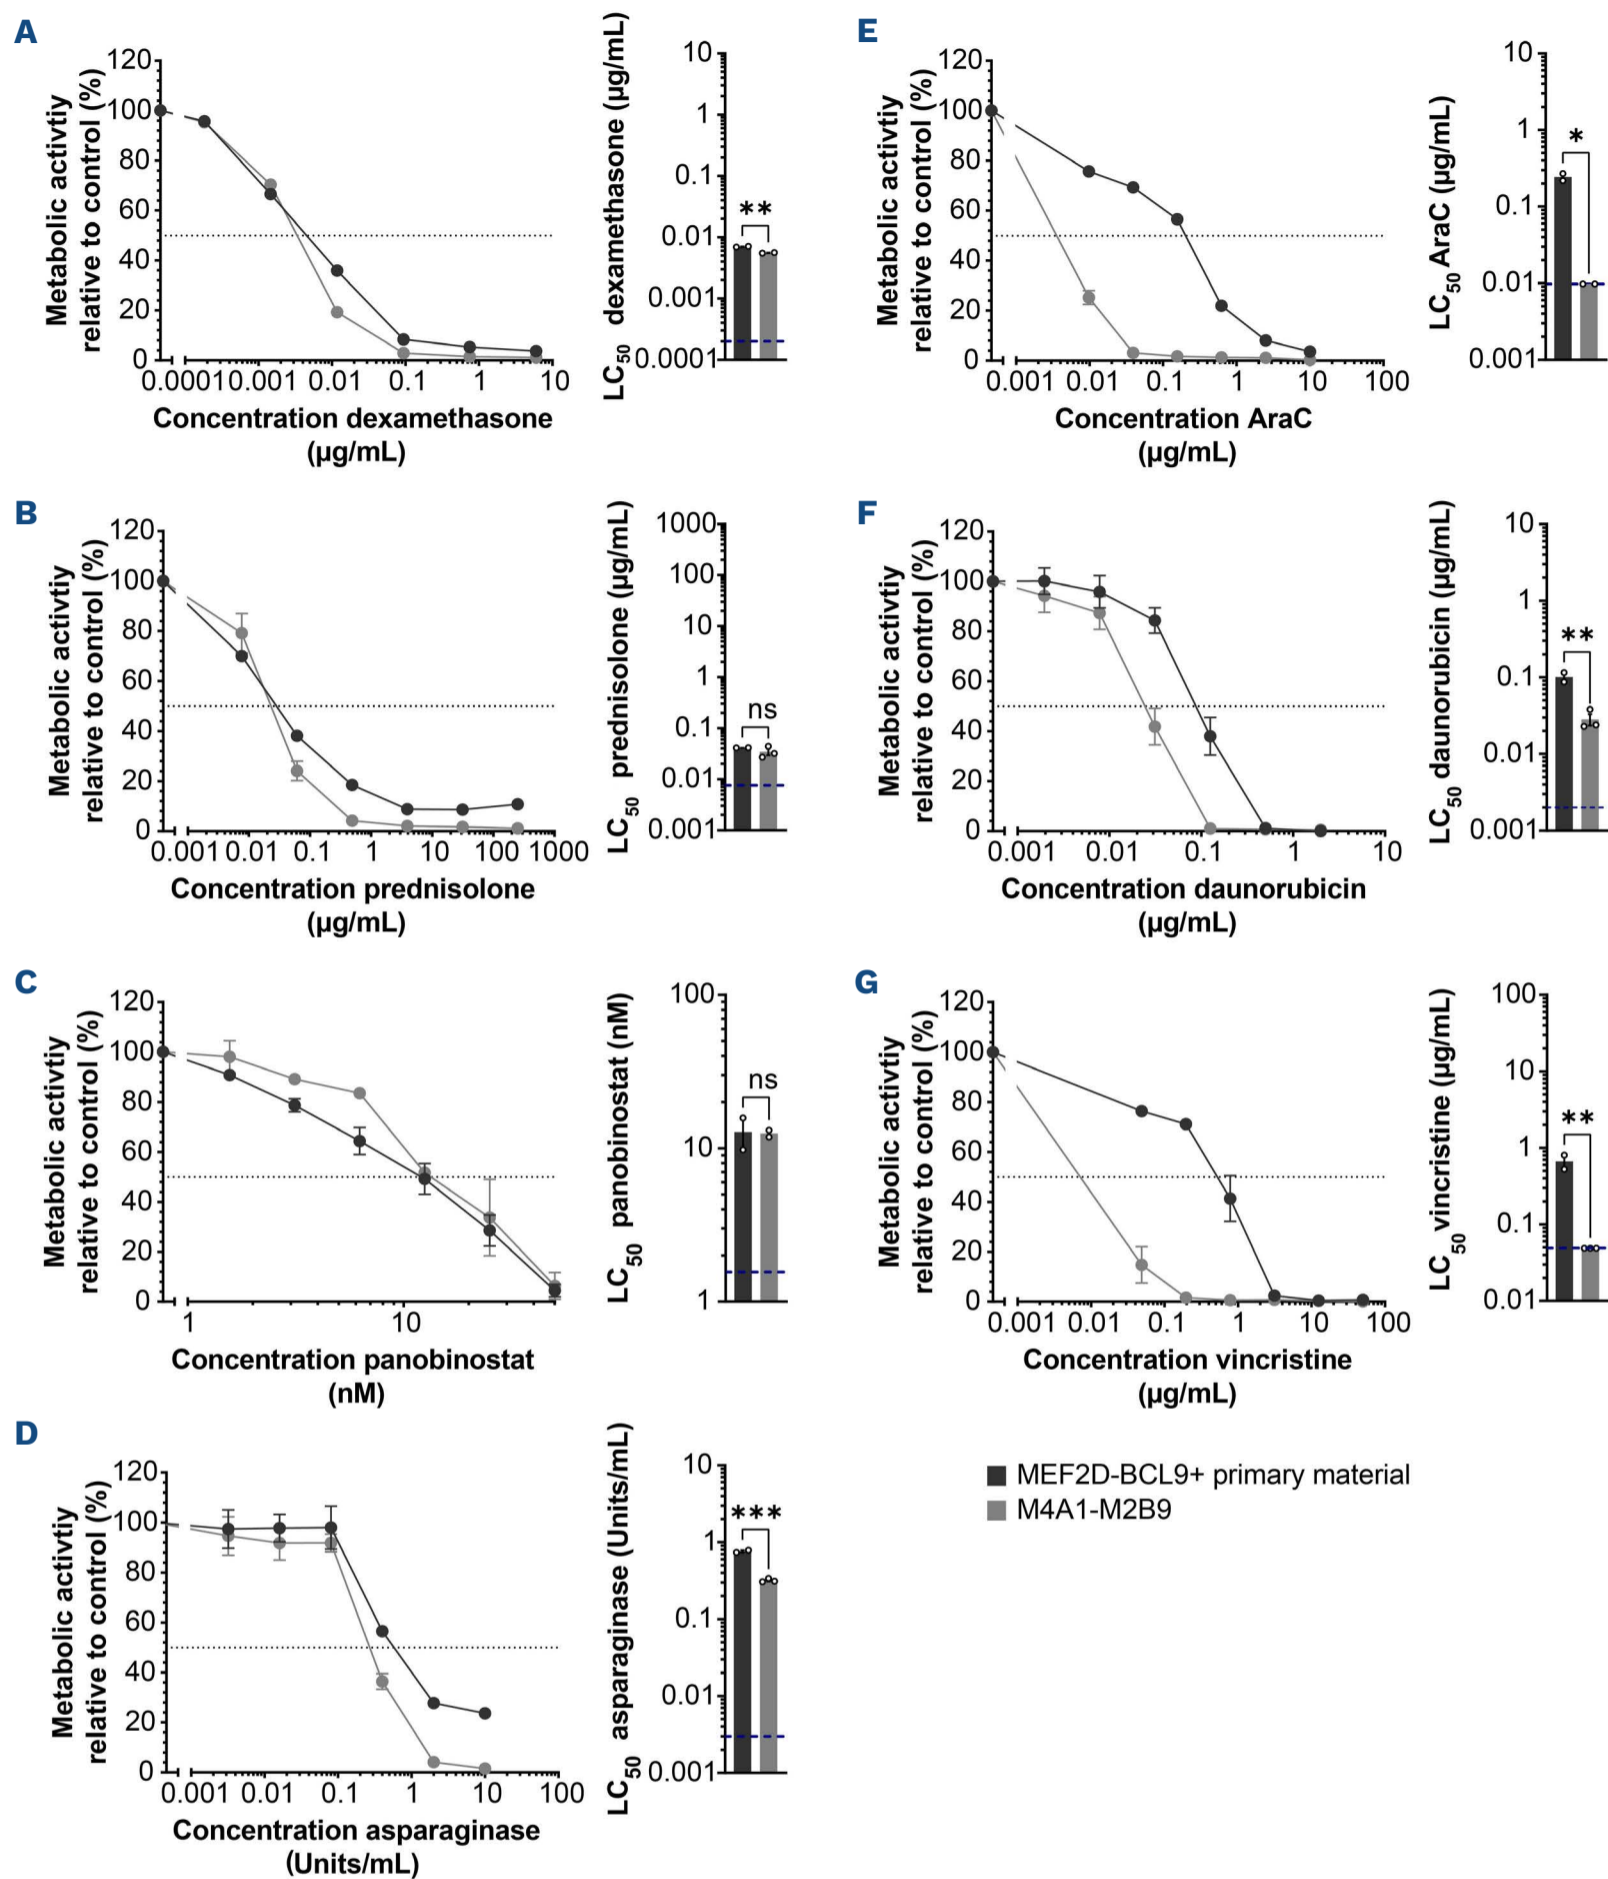 A
Metabolic activtiy
relative to control (%)
120
100
80
60
40
20
0
0.0001 0.001 0.01 0.1 1 10
Concentration dexamethasone
(µg/mL)
LC50 dexamethasone (µg/mL)
10
1
0.1
0.01
0.001
0.0001
**
E
Metabolic activtiy
relative to control (%)
120
100
80
60
40
20
0
0.001 0.01 0.1 1 10 100
Concentration AraC
(µg/mL)
LC50 AraC (µg/mL)
10
1
0.1
0.01
0.001
*
B
Metabolic activtiy
relative to control (%)
120
100
80
60
40
20
0
0.001 0.01 0.1 1 10 100 1000
Concentration prednisolone
(µg/mL)
LC50 prednisolone (µg/mL)
1000
100
10
1
0.1
0.01
0.001
ns
F
Metabolic activtiy
relative to control (%)
120
100
80
60
40
20
0
0.001 0.01 0.1 1 10
Concentration daunorubicin
(µg/mL)
LC50 daunorubicin (µg/mL)
10
1
0.1
0.01
0.001
**
C
Metabolic activtiy
relative to control (%)
120
100
80
60
40
20
0
1 10
Concentration panobinostat
(nM)
LC50 panobinostat (nM)
100
10
1
ns
G
Metabolic activtiy
relative to control (%)
120
100
80
60
40
20
0
0.001 0.01 0.1 1 10 100
Concentration vincristine
(µg/mL)
LC50 vincristine (µg/mL)
100
10
1
0.1
0.01
**
D
Metabolic activtiy
relative to control (%)
120
100
80
60
40
20
0
0.001 0.01 0.1 1 10 100
Concentration asparaginase
(Units/mL)
LC50 asparaginase (Units/mL)
10
1
0.1
0.01
0.001
***
MEF2D-BCL9+ primary material
M4A1-M2B9